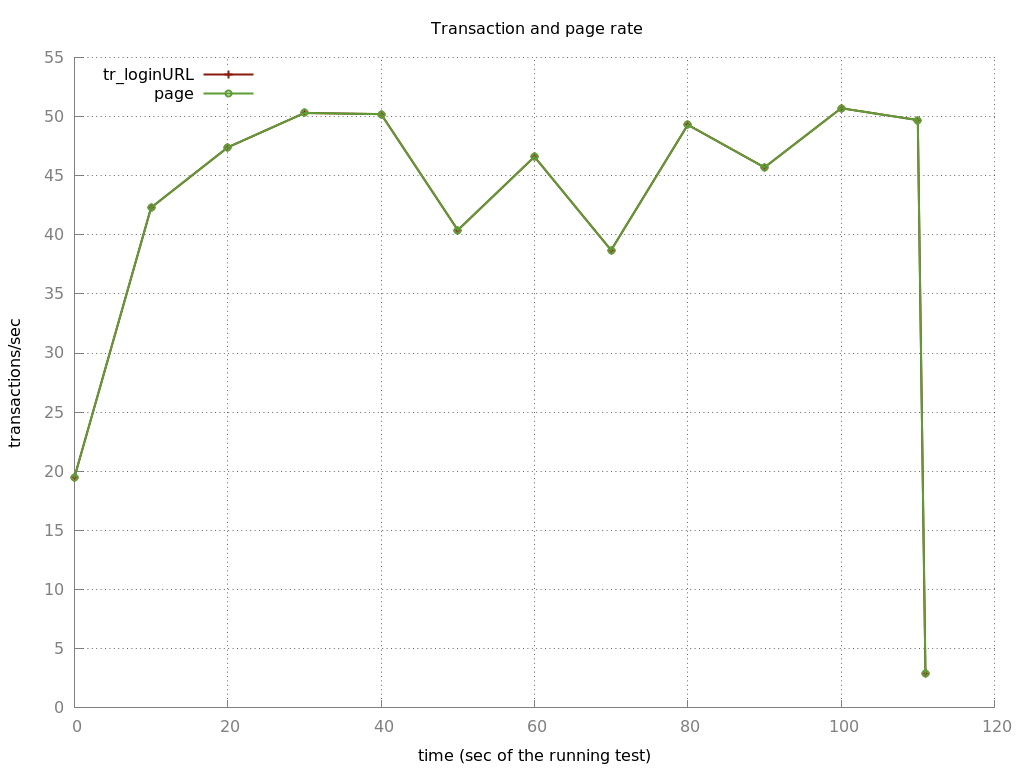 Transaction and page rate
tr_loginURL
page
55
50
45
40
35
30
25
20
15
10
5
0
transactions/sec
0 20 40 60 80 100 120
time (sec of the running test)